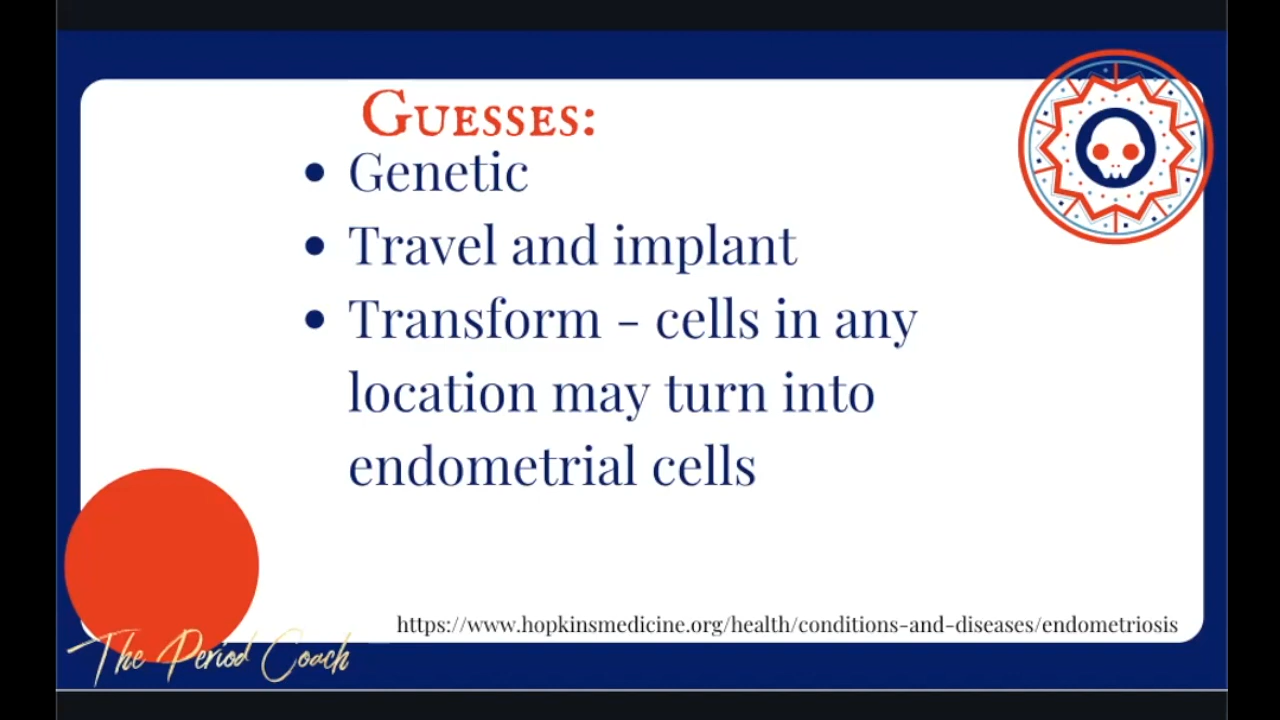 Guesses:
• Genetic
• Travel and implant
• Transform - cells in any
location may turn into
endometrial cells
https://www.hopkinsmedicine.org/health/conditions-and-diseases/endometriosis
The Period Coach